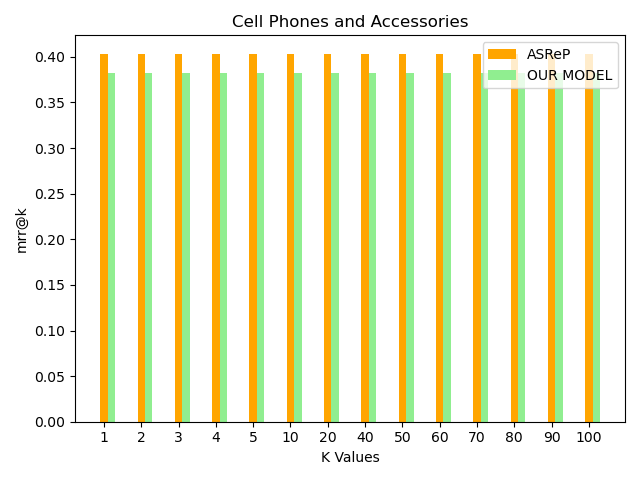 Cell Phones and Accessories
ASReP
OUR MODEL
mrr@k
0.40
0.35
0.30
0.25
0.20
0.15
0.10
0.05
0.00
1 2 3 4 5 10 20 40 50 60 70 80 90 100
K Values